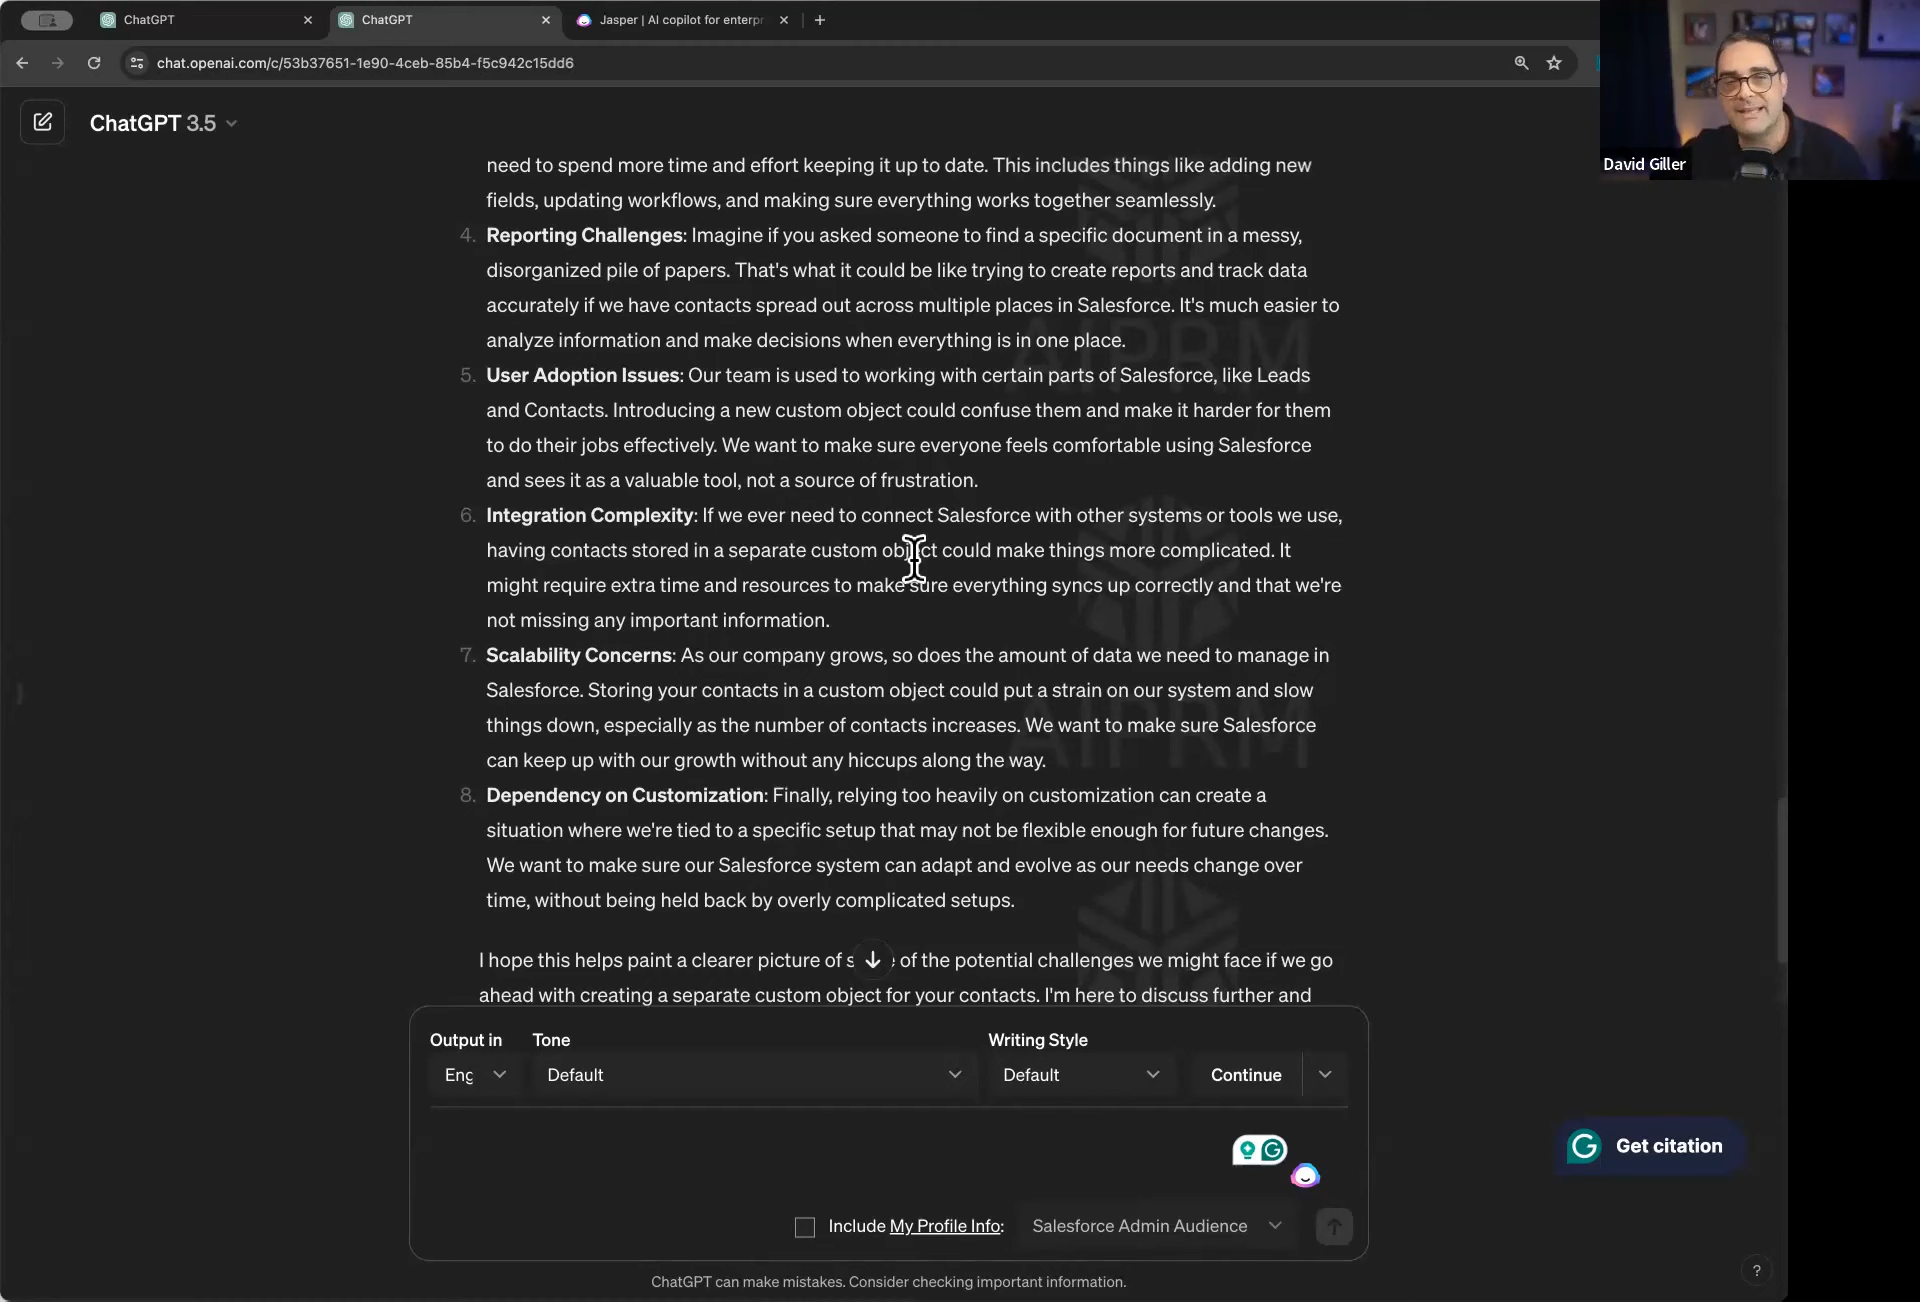 ChatGPT
ChatGPT
Jasper | AI copilot for enterpr
chat.openai.com/c/53b37651-1e90-4ceb-85b4-f5c942c15dd6
ChatGPT 3.5
David Giller
need to spend more time and effort keeping it up to date. This includes things like adding new
fields, updating workflows, and making sure everything works together seamlessly.
4. Reporting Challenges: Imagine if you asked someone to find a specific document in a messy,
disorganized pile of papers. That's what it could be like trying to create reports and track data
accurately if we have contacts spread out across multiple places in Salesforce. It's much easier to
analyze information and make decisions when everything is in one place.
5. User Adoption Issues: Our team is used to working with certain parts of Salesforce, like Leads
and Contacts. Introducing a new custom object could confuse them and make it harder for them
to do their jobs effectively. We want to make sure everyone feels comfortable using Salesforce
and sees it as a valuable tool, not a source of frustration.
6. Integration Complexity: If we ever need to connect Salesforce with other systems or tools we use,
having contacts stored in a separate custom object could make things more complicated. It
might require extra time and resources to make sure everything syncs up correctly and that we're
not missing any important information.
7. Scalability Concerns: As our company grows, so does the amount of data we need to manage in
Salesforce. Storing your contacts in a custom object could put a strain on our system and slow
things down, especially as the number of contacts increases. We want to make sure Salesforce
can keep up with our growth without any hiccups along the way.
8. Dependency on Customization: Finally, relying too heavily on customization can create a
situation where we're tied to a specific setup that may not be flexible enough for future changes.
We want to make sure our Salesforce system can adapt and evolve as our needs change over
time, without being held back by overly complicated setups.
I hope this helps paint a clearer picture of of the potential challenges we might face if we go
ahead with creating a separate custom object for your contacts. I'm here to discuss further and
AIPRM
AIPRM
Output in Tone Writing Style
Eng Default Default Continue
Get citation
Include My Profile Info: Salesforce Admin Audience
ChatGPT can make mistakes. Consider checking important information.
?